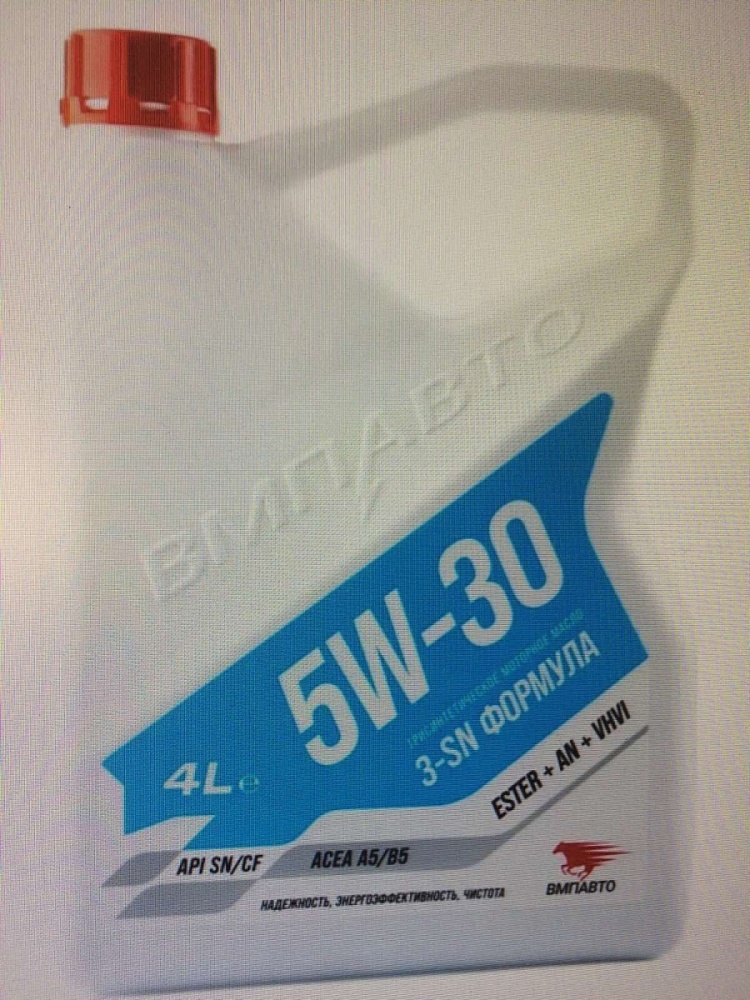 ВМПАВТО
5W-30
ТРИСИНТЕТИЧЕСКОЕ МОТОРНОЕ МАСЛО
3-SN ФОРМУЛА
4L e
ESTER + AN + VHVI
API SN/CF
ACEA A5/B5
НАДЕЖНОСТЬ, ЭНЕРГОЭФФЕКТИВНОСТЬ, ЧИСТОТА
ВМПАВТО